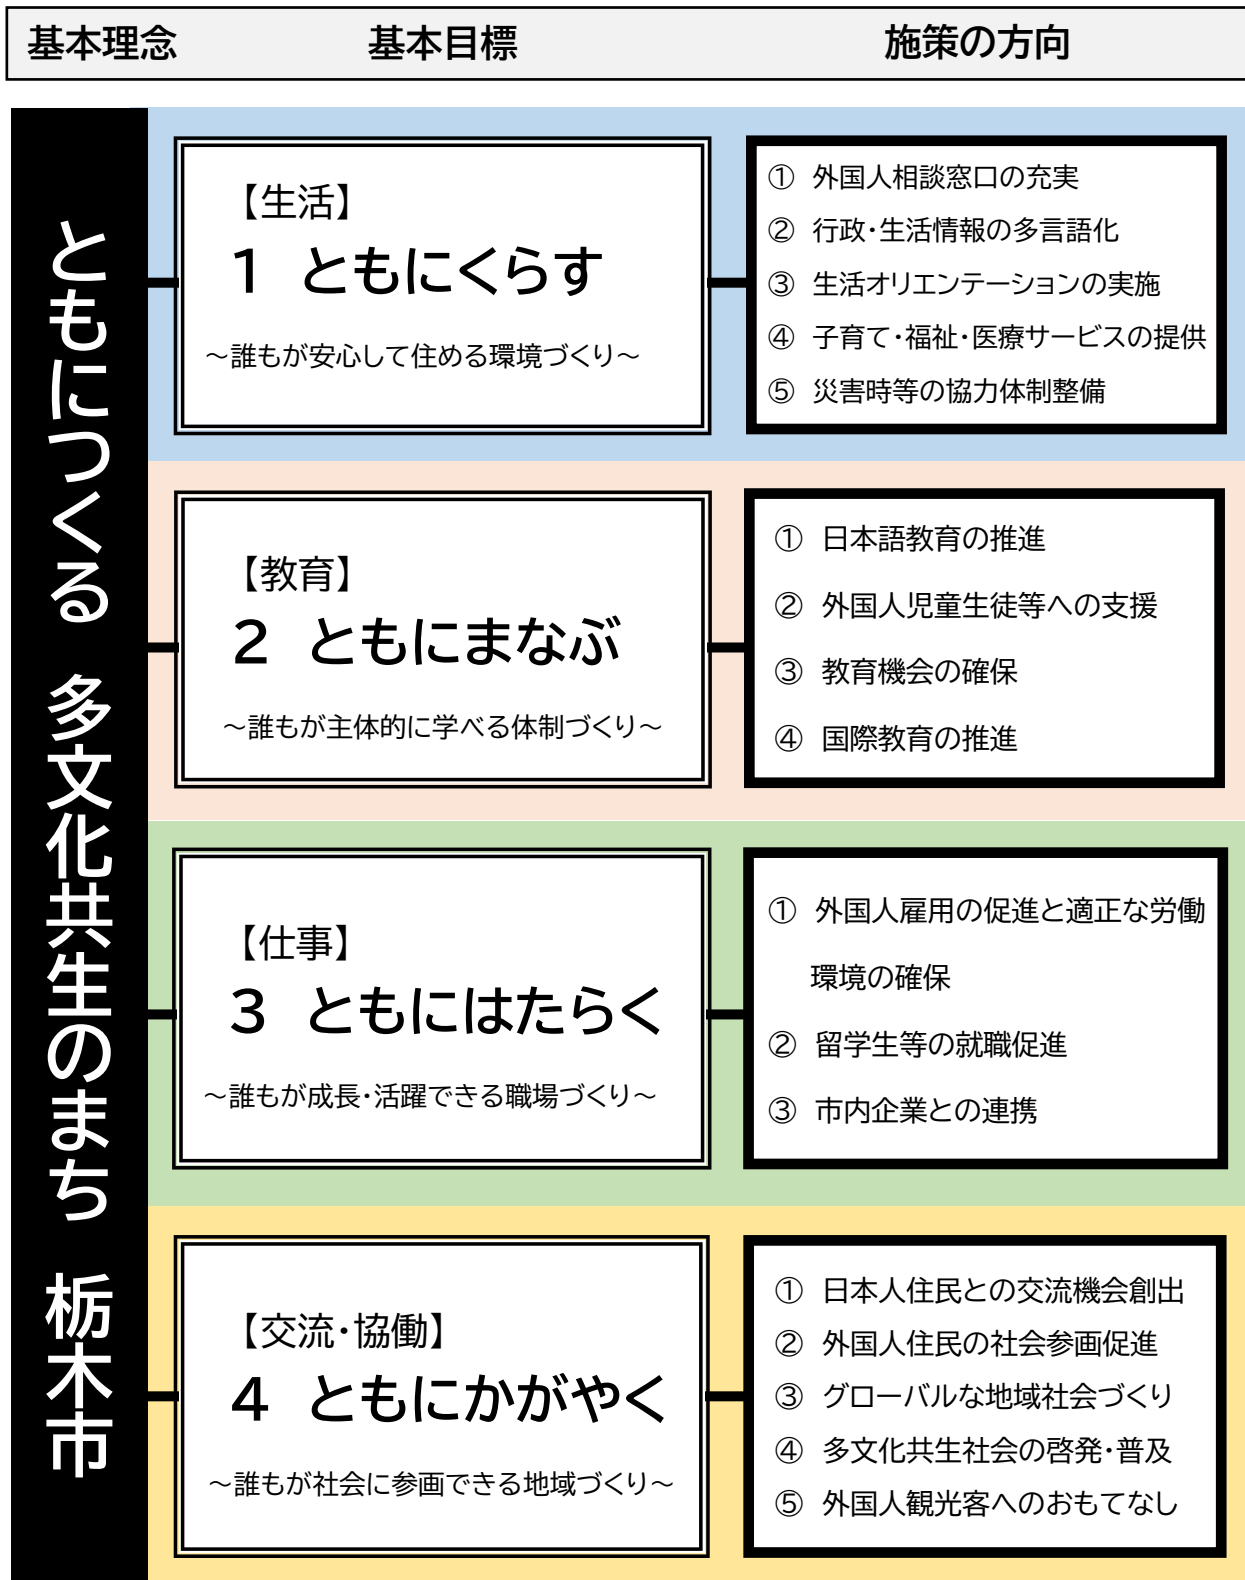 基本理念 基本目標 施策の方向
ともにつくる 多文化共生のまち 栃木市
【生活】
1 ともにくらす
～誰もが安心して住める環境づくり～
① 外国人相談窓口の充実
② 行政・生活情報の多言語化
③ 生活オリエンテーションの実施
④ 子育て・福祉・医療サービスの提供
⑤ 災害時等の協力体制整備
【教育】
2 ともにまなぶ
～誰もが主体的に学べる体制づくり～
① 日本語教育の推進
② 外国人児童生徒等への支援
③ 教育機会の確保
④ 国際教育の推進
【仕事】
3 ともにはたらく
～誰もが成長・活躍できる職場づくり～
① 外国人雇用の促進と適正な労働
環境の確保
② 留学生等の就職促進
③ 市内企業との連携
【交流・協働】
4 ともにかがやく
～誰もが社会に参画できる地域づくり～
① 日本人住民との交流機会創出
② 外国人住民の社会参画促進
③ グローバルな地域社会づくり
④ 多文化共生社会の啓発・普及
⑤ 外国人観光客へのおもてなし